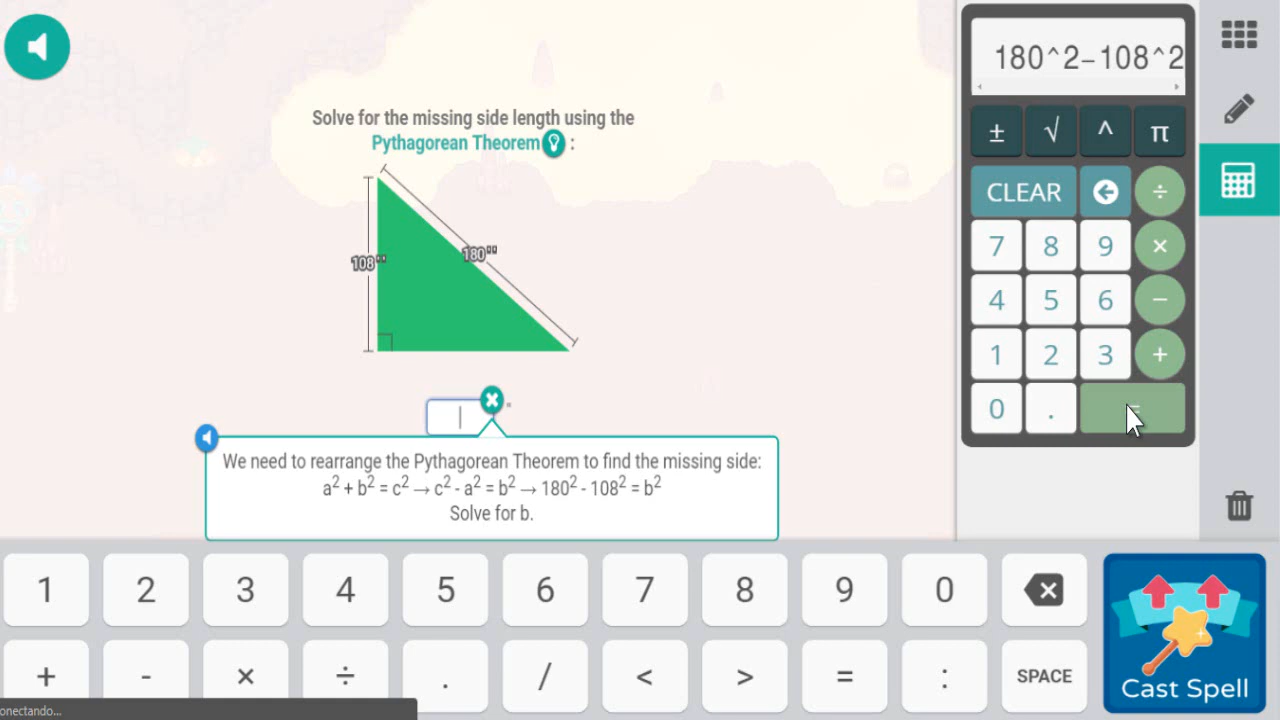 180^2−108^2
± √ ^ π
CLEAR ÷
7 8 9 ×
4 5 6 −
1 2 3 +
0 . =
Solve for the missing side length using the
Pythagorean Theorem :
108"
180"
"
We need to rearrange the Pythagorean Theorem to find the missing side:
a² + b² = c² → c² - a² = b² → 180² - 108² = b²
Solve for b.
1 2 3 4 5 6 7 8 9 0
+ - × ÷ . / < > = : SPACE
Cast Spell
onectando...